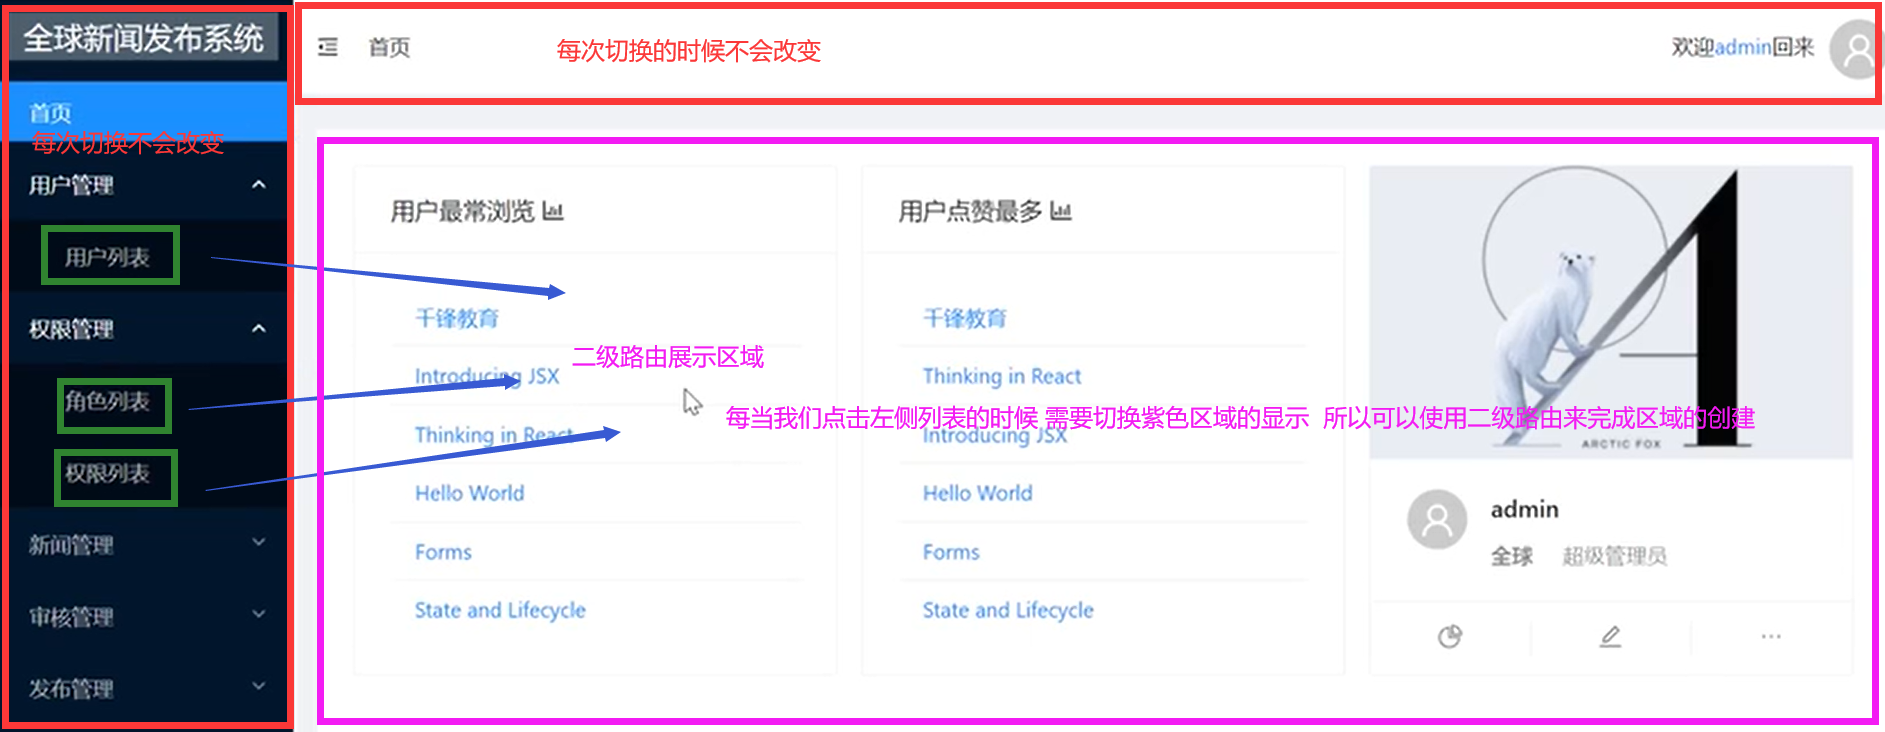 全球新闻发布系统
首页
每次切换不会改变
用户管理
用户列表
权限管理
角色列表
权限列表
新闻管理
审核管理
发布管理
首页
每次切换的时候不会改变
欢迎admin回来
用户最常浏览
千锋教育
Introducing JSX
Thinking in React
Hello World
Forms
State and Lifecycle
二级路由展示区域
每当我们点击左侧列表的时候 需要切换紫色区域的显示 所以可以使用二级路由来完成区域的创建
用户点赞最多
千锋教育
Thinking in React
Introducing JSX
Hello World
Forms
State and Lifecycle
ARCTIC FOX
admin
全球 超级管理员